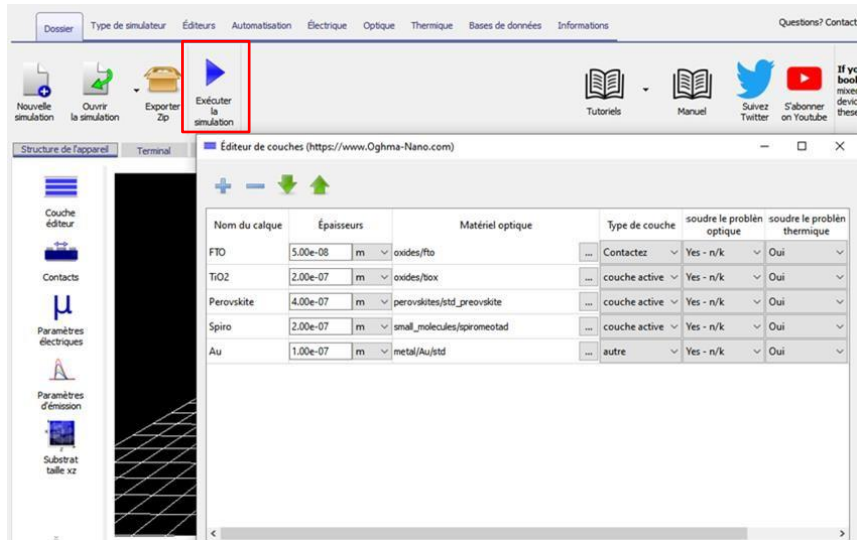 Dossier Type de simulateur Éditeurs Automatisation Électrique Optique Thermique Bases de données Informations Questions? Contact
Nouvelle simulation
Ouvrir la simulation
Exporter Zip
Exécuter la simulation
Tutoriels
Manuel
Suivez Twitter
S'abonner on Youtube
If yo
boo
mixe
devic
these
Structure de l'appareil Terminal
Éditeur de couches (https://www.Oghma-Nano.com)
Couche éditeur
Contacts
μ
Paramètres électriques
Paramètres d'émission
Substrat taille xz
Nom du calque Épaisseurs Matériel optique Type de couche soudre le problèn optique soudre le problèn thermique
FTO 5.00e-08 m oxides/fto ... Contactez Yes - n/k Oui
TiO2 2.00e-07 m oxides/tiox ... couche active Yes - n/k Oui
Perovskite 4.00e-07 m perovskites/std_preovskite ... couche active Yes - n/k Oui
Spiro 2.00e-07 m small_molecules/spiromeotad ... couche active Yes - n/k Oui
Au 1.00e-07 m metal/Au/std ... autre Yes - n/k Oui